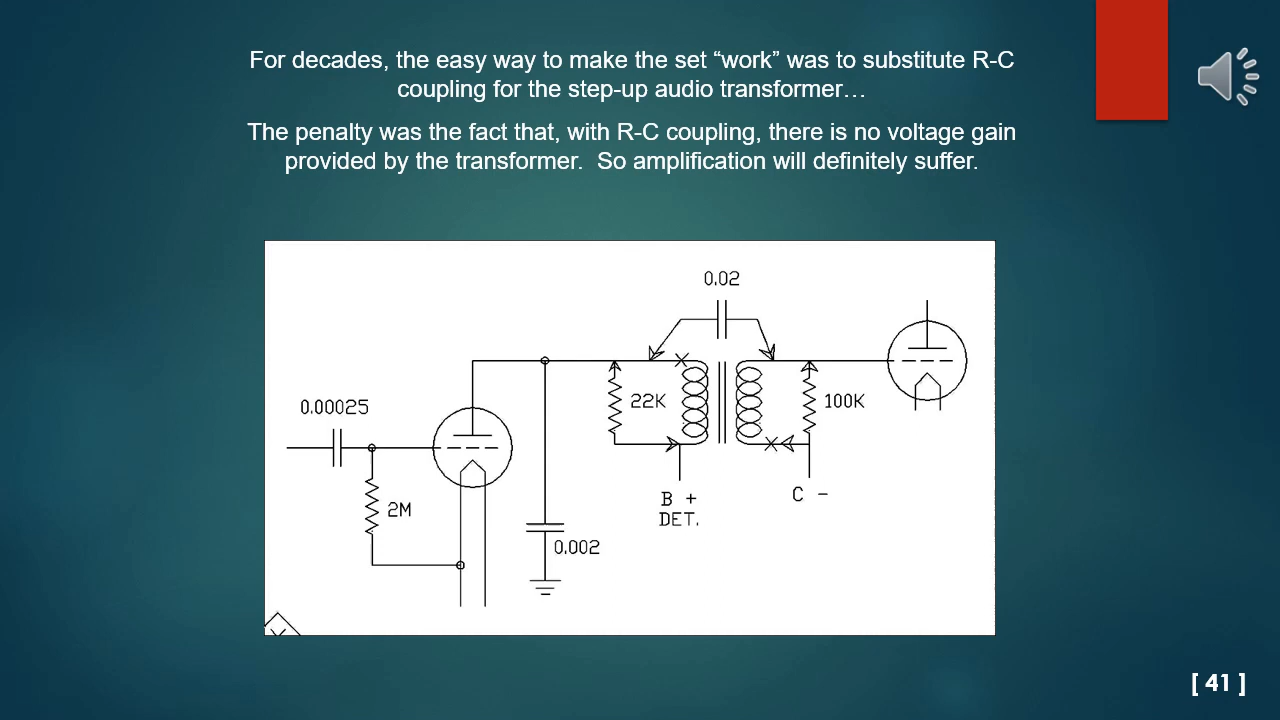 For decades, the easy way to make the set “work” was to substitute R-C
coupling for the step-up audio transformer…
The penalty was the fact that, with R-C coupling, there is no voltage gain
provided by the transformer.  So amplification will definitely suffer.
0.02
0.00025
22K
100K
2M
B +
DET.
C -
0.002
[ 41 ]